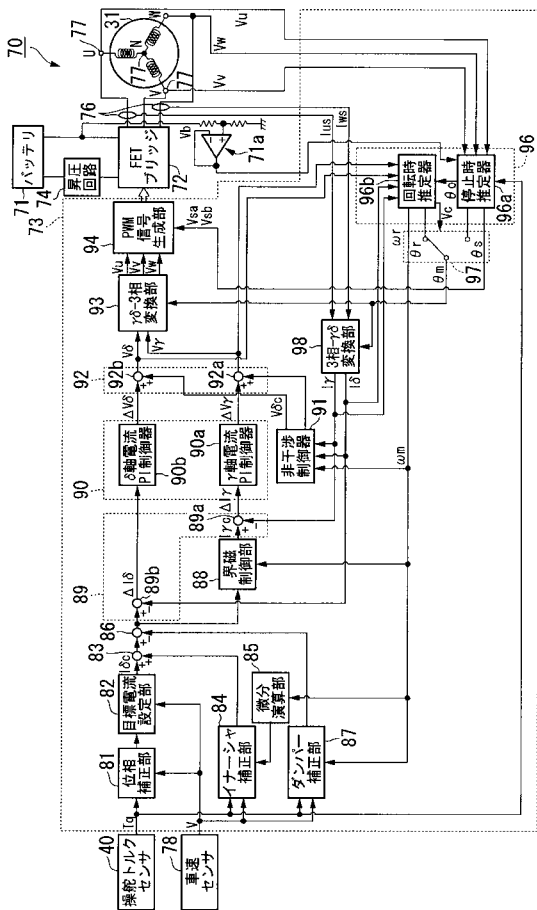 70
77
U
31
W
N
77
V
77
Vu
Vw
Vv
76
71
バッテリ
74
昇圧
回路
FET
ブリッジ
72
Vb
71a
Ius
Iws
73
94
PWM
信号
生成部
Vsa
Vsb
Vu
Vv
Vw
93
γδ-3相
変換部
Vδ
Vγ
96
96b
回転時
推定器
θo
Vc
停止時
推定器
96a
ωr
θr
θs
θm
97
98
3相-γδ
変換部
Iγ
Iδ
92
92b
92a
ΔVδ
ΔVγ
Vδc
91
非干渉
制御器
90
δ軸電流
PI制御器
90b
γ軸電流
PI制御器
90a
ΔIγ
89a
Iγc
89
ΔIδ
89b
88
界磁
制御部
ωm
86
83
Iδc
82
目標電流
設定部
81
位相
補正部
85
微分
演算部
84
イナーシャ
補正部
ダンパー
補正部
87
Tq
V
操舵トルク
センサ
40
車速
センサ
78